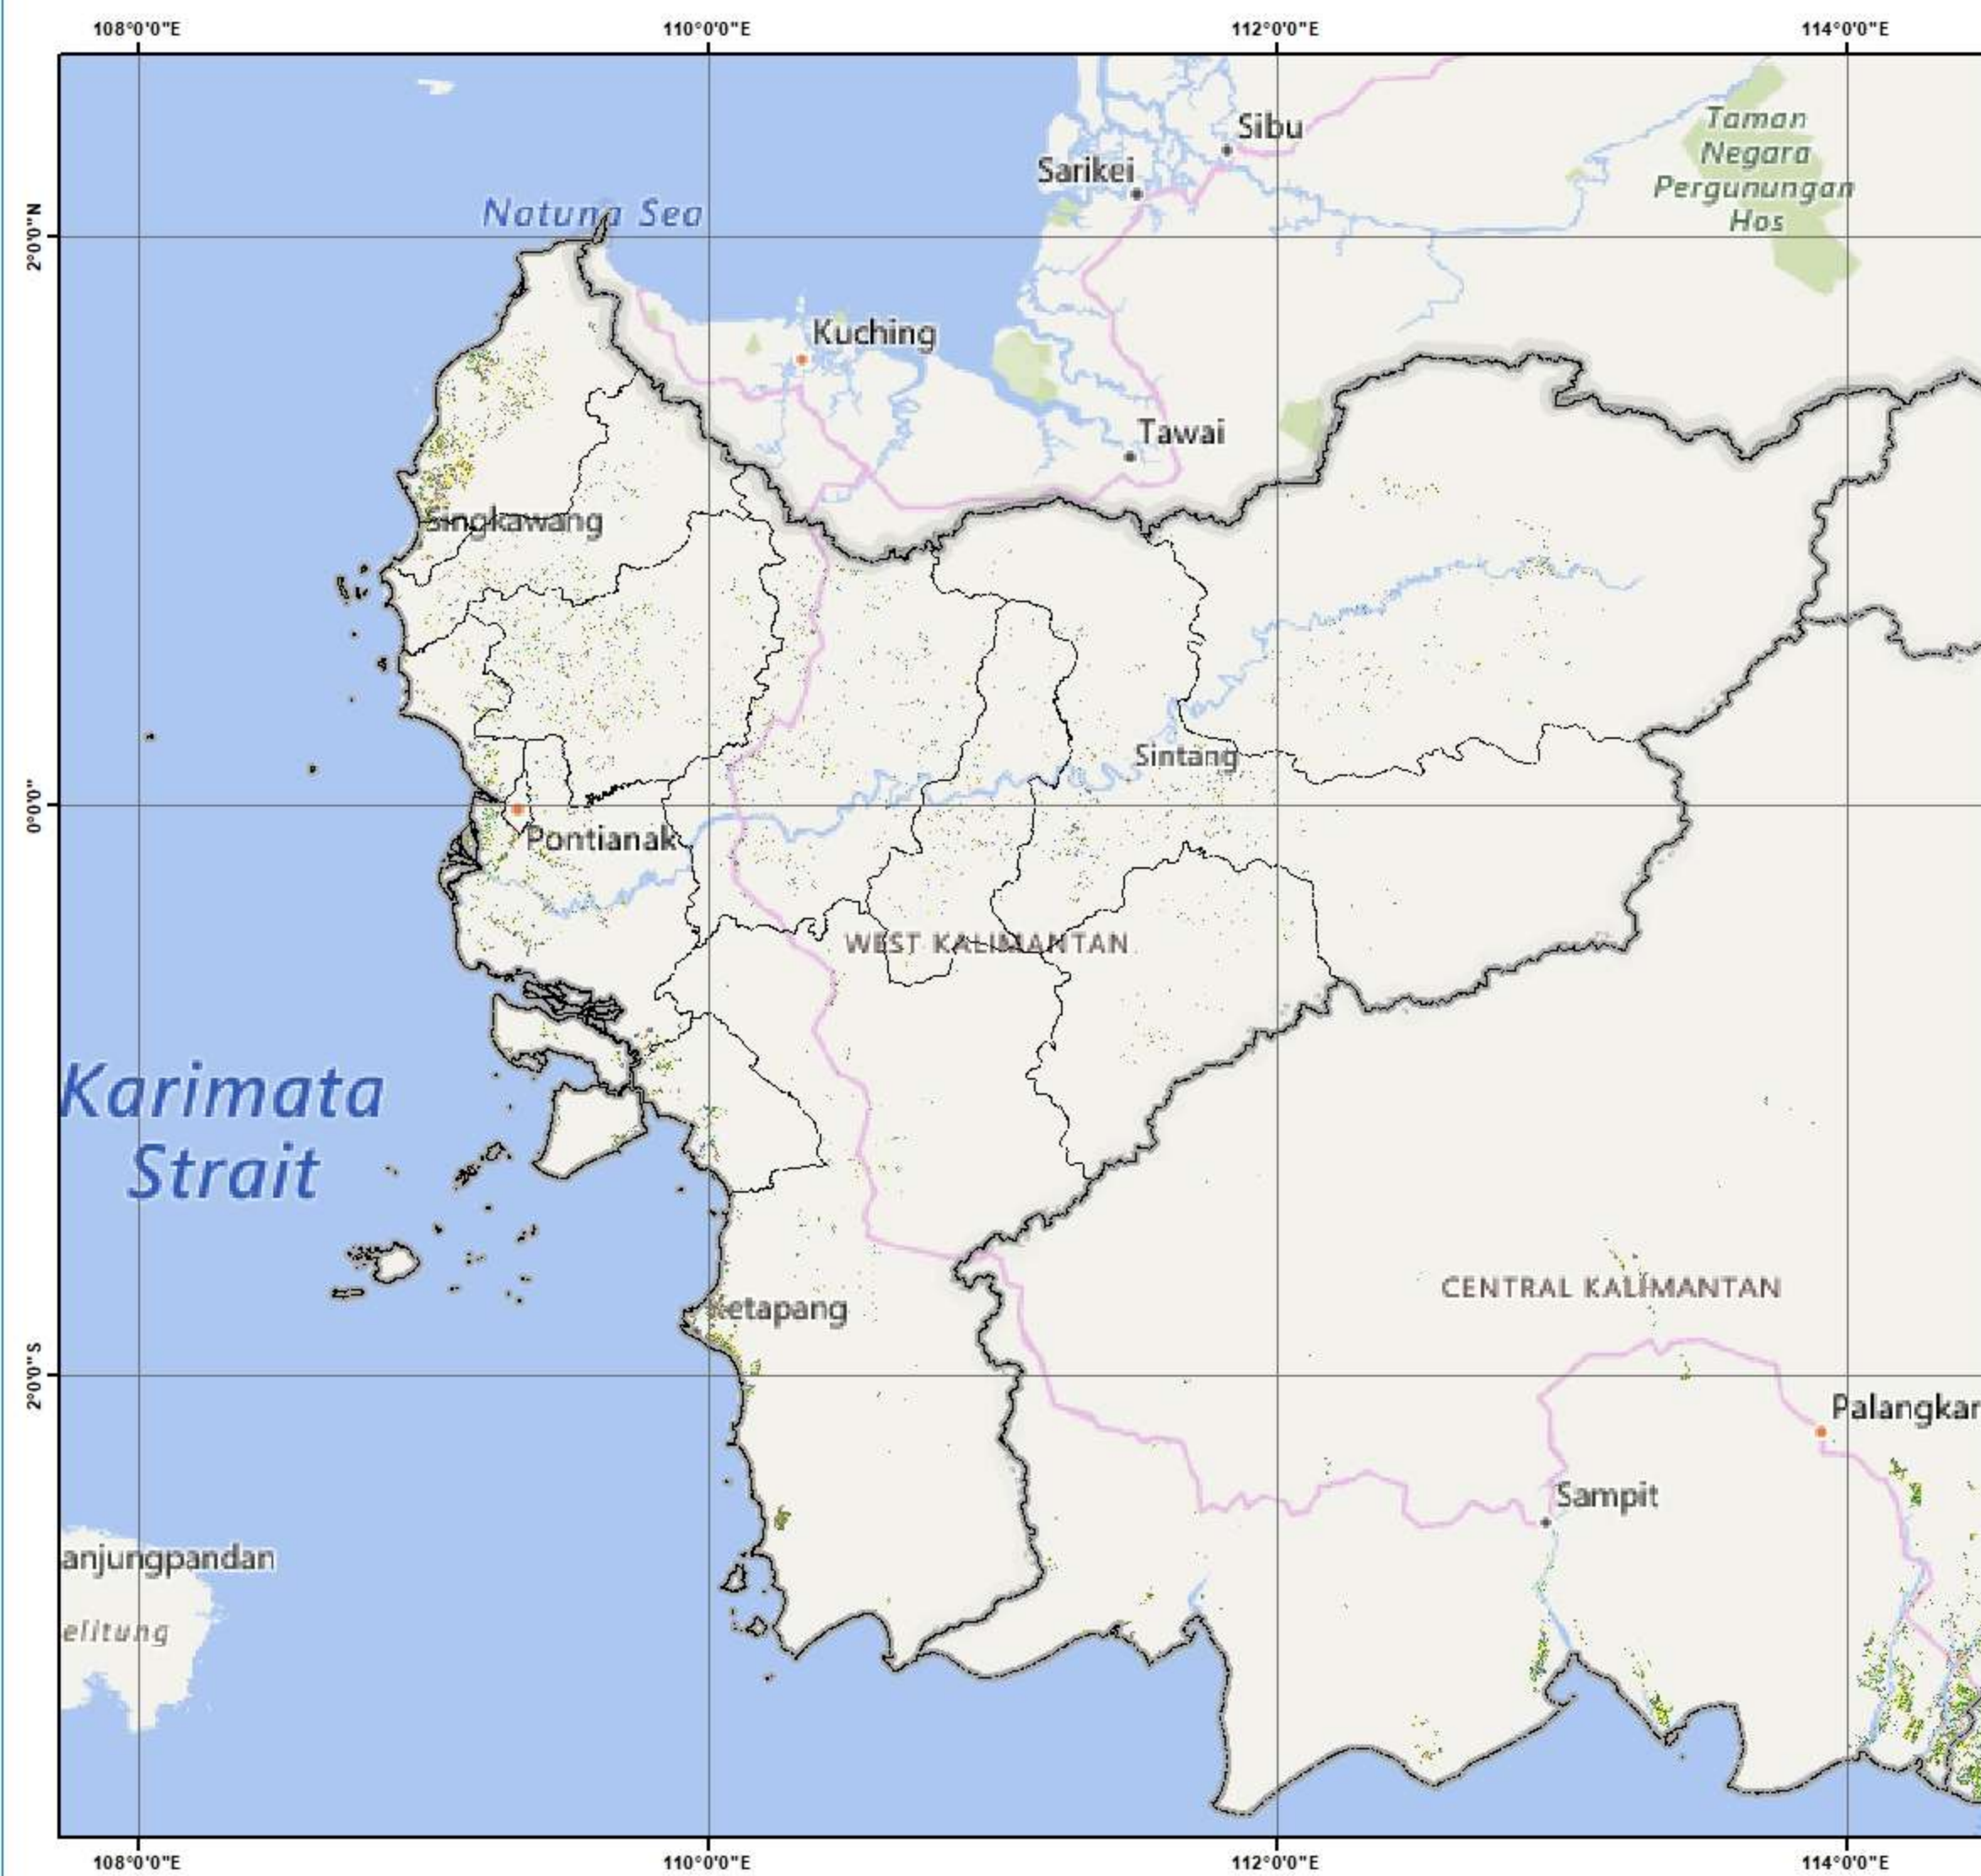 108°0'0"E 110°0'0"E 112°0'0"E 114°0'0"E
Sibu
Taman
Negara
Pergunungan
Hos
Sarikei
2°0'0"N
Natuna Sea
Kuching
Tawai
Singkawang
Sintang
0°0'0"
Pontianak
WEST KALIMANTAN
Karimata
Strait
CENTRAL KALIMANTAN
Ketapang
2°0'0"S
Palangkar
Sampit
anjungpandan
elitung
108°0'0"E 110°0'0"E 112°0'0"E 114°0'0"E